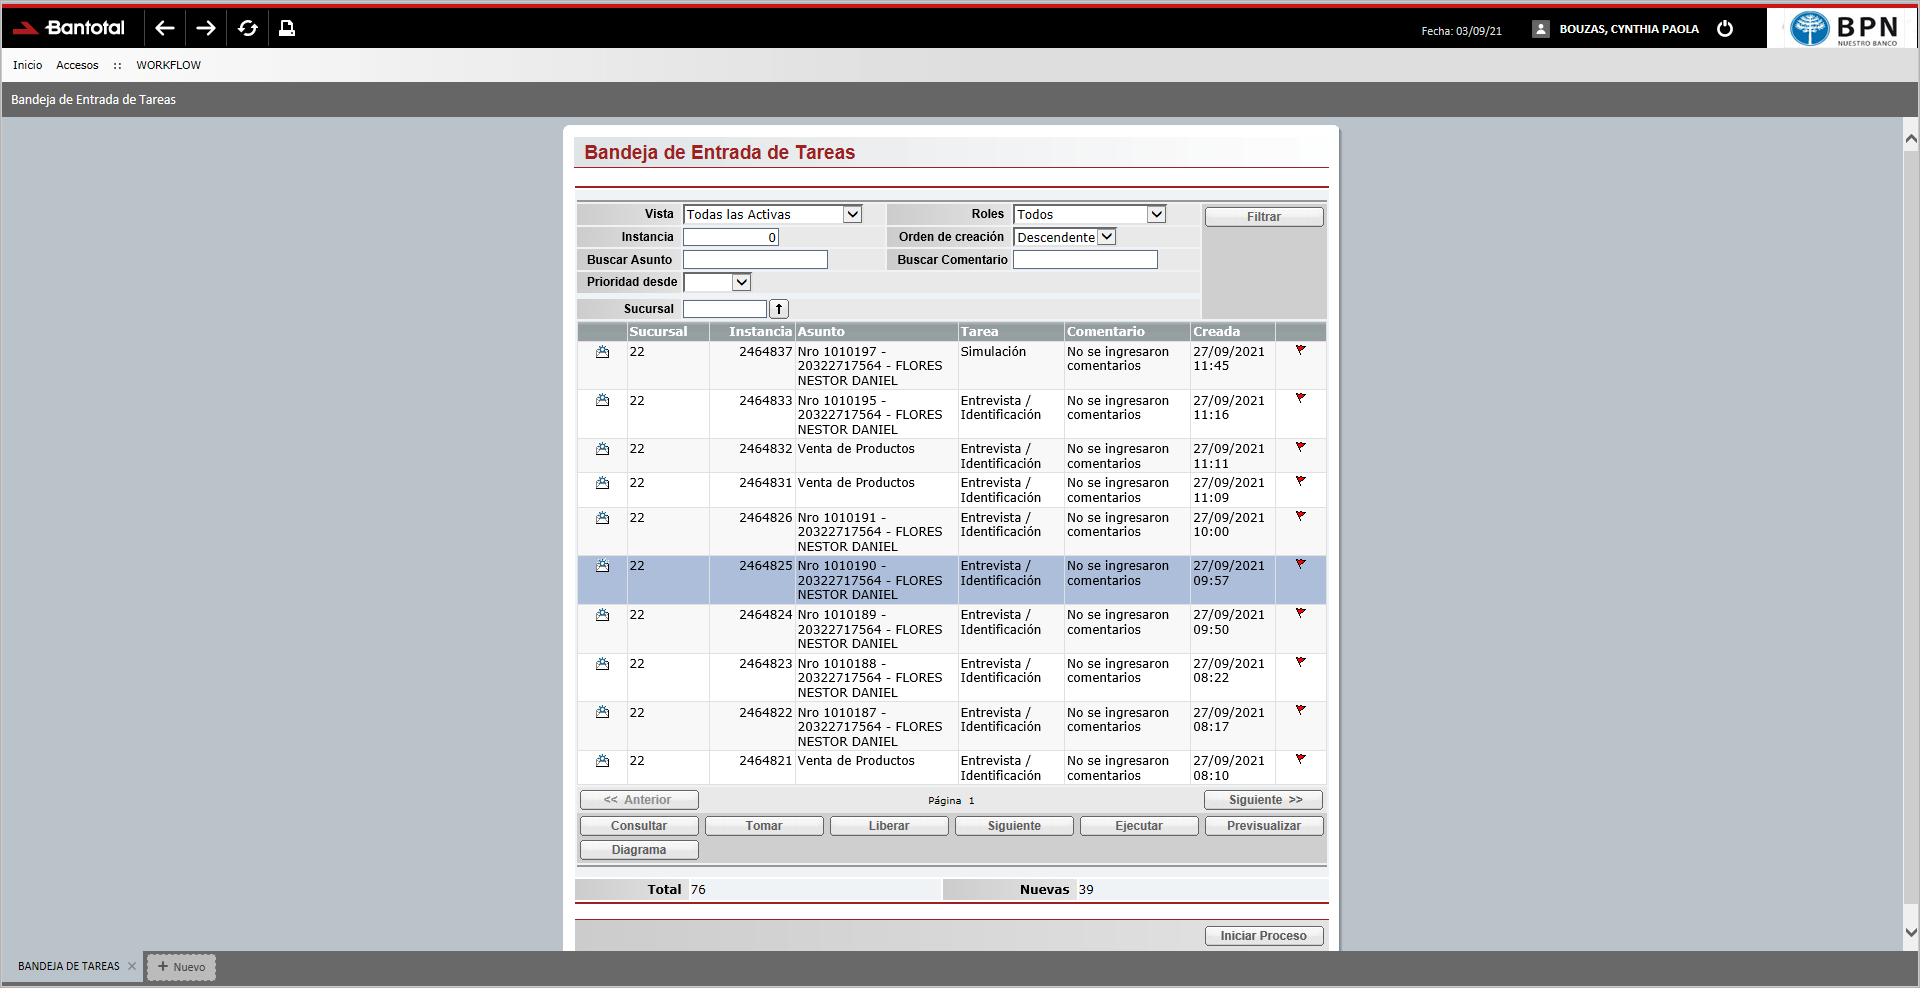 Bantotal
Fecha: 03/09/21
BOUZAS, CYNTHIA PAOLA
BPN
NUESTRO BANCO
Inicio Accesos :: WORKFLOW
Bandeja de Entrada de Tareas
Bandeja de Entrada de Tareas
Vista Todas las Activas Roles Todos Filtrar
Instancia 0 Orden de creación Descendente
Buscar Asunto Buscar Comentario
Prioridad desde
Sucursal
Sucursal Instancia Asunto Tarea Comentario Creada
22 2464837 Nro 1010197 - Simulación No se ingresaron 27/09/2021
20322717564 - FLORES comentarios 11:45
NESTOR DANIEL
22 2464833 Nro 1010195 - Entrevista / No se ingresaron 27/09/2021
20322717564 - FLORES Identificación comentarios 11:16
NESTOR DANIEL
22 2464832 Venta de Productos Entrevista / No se ingresaron 27/09/2021
Identificación comentarios 11:11
22 2464831 Venta de Productos Entrevista / No se ingresaron 27/09/2021
Identificación comentarios 11:09
22 2464826 Nro 1010191 - Entrevista / No se ingresaron 27/09/2021
20322717564 - FLORES Identificación comentarios 10:00
NESTOR DANIEL
22 2464825 Nro 1010190 - Entrevista / No se ingresaron 27/09/2021
20322717564 - FLORES Identificación comentarios 09:57
NESTOR DANIEL
22 2464824 Nro 1010189 - Entrevista / No se ingresaron 27/09/2021
20322717564 - FLORES Identificación comentarios 09:50
NESTOR DANIEL
22 2464823 Nro 1010188 - Entrevista / No se ingresaron 27/09/2021
20322717564 - FLORES Identificación comentarios 08:22
NESTOR DANIEL
22 2464822 Nro 1010187 - Entrevista / No se ingresaron 27/09/2021
20322717564 - FLORES Identificación comentarios 08:17
NESTOR DANIEL
22 2464821 Venta de Productos Entrevista / No se ingresaron 27/09/2021
Identificación comentarios 08:10
<< Anterior Página 1 Siguiente >>
Consultar Tomar Liberar Siguiente Ejecutar Previsualizar
Diagrama
Total 76 Nuevas 39
Iniciar Proceso
BANDEJA DE TAREAS × + Nuevo